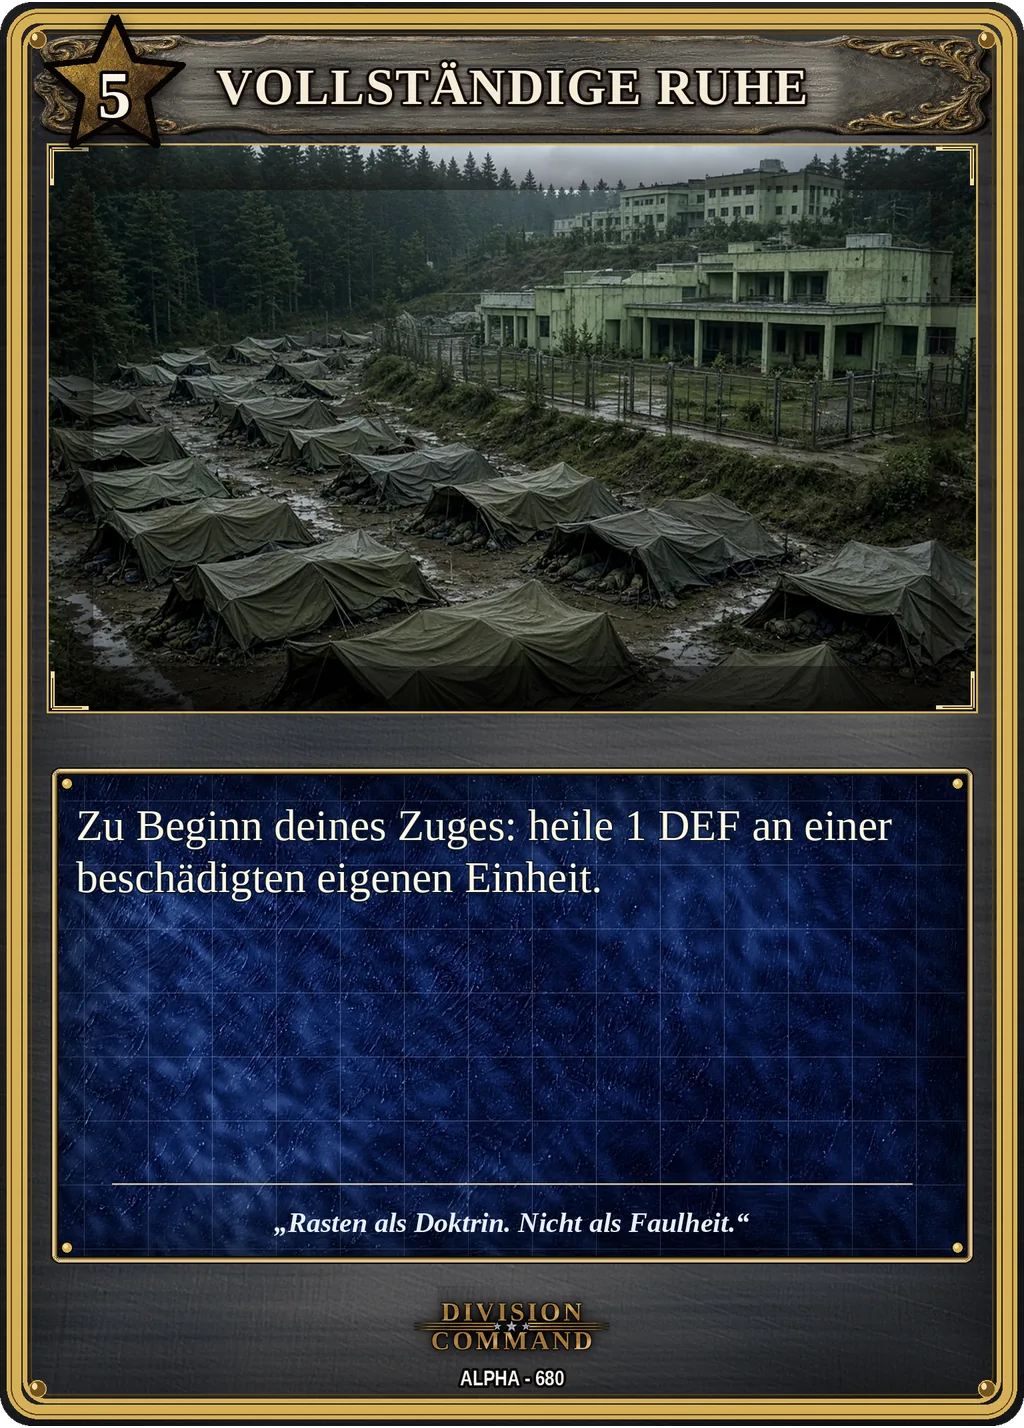 5
VOLLSTÄNDIGE RUHE
Zu Beginn deines Zuges: heile 1 DEF an einer
beschädigten eigenen Einheit.
„Rasten als Doktrin. Nicht als Faulheit.“
DIVISION
COMMAND
ALPHA - 680